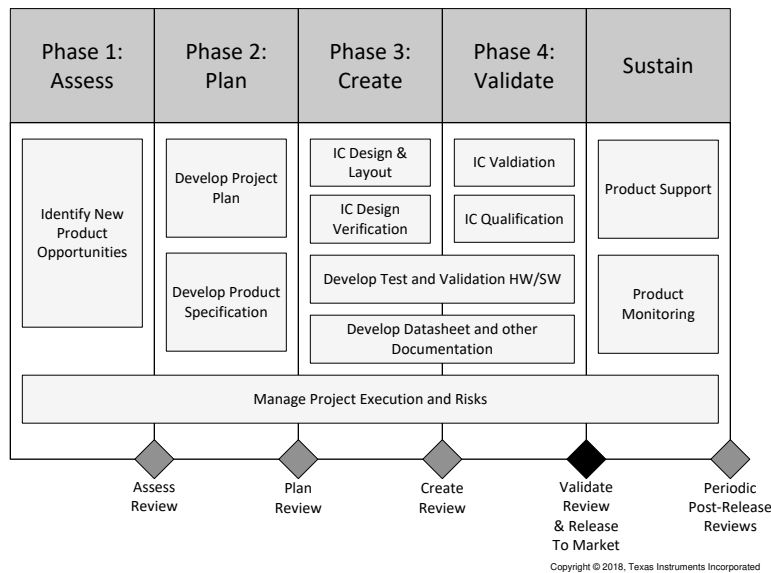 Phase 1:
Assess
Phase 2:
Plan
Phase 3:
Create
Phase 4:
Validate
Sustain
Identify New
Product
Opportunities
Develop Project
Plan
Develop Product
Specification
IC Design &
Layout
IC Design
Verification
IC Valdiation
IC Qualification
Develop Test and Validation HW/SW
Develop Datasheet and other
Documentation
Product Support
Product
Monitoring
Manage Project Execution and Risks
Assess
Review
Plan
Review
Create
Review
Validate
Review
& Release
To Market
Periodic
Post-Release
Reviews
Copyright © 2018, Texas Instruments Incorporated